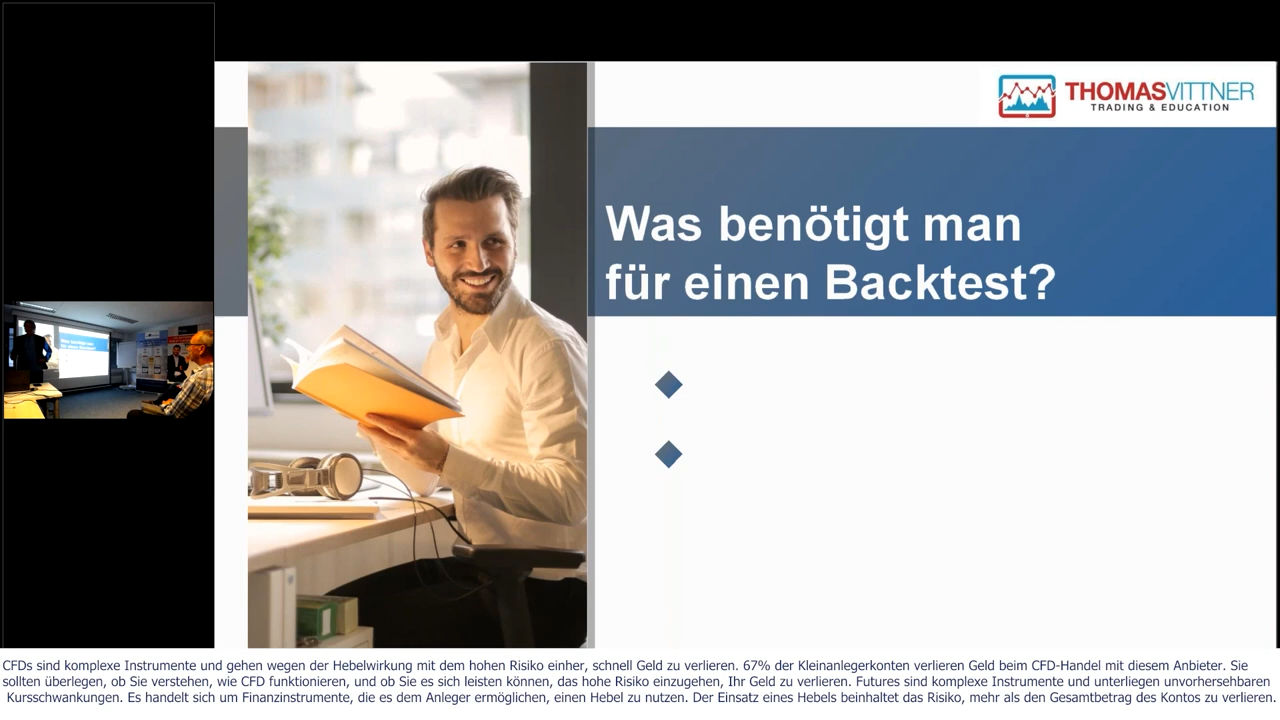 THOMASVITTNER
TRADING & EDUCATION
Was benötigt man
für einen Backtest?
CFDs sind komplexe Instrumente und gehen wegen der Hebelwirkung mit dem hohen Risiko einher, schnell Geld zu verlieren. 67% der Kleinanlegerkonten verlieren Geld beim CFD-Handel mit diesem Anbieter. Sie
sollten überlegen, ob Sie verstehen, wie CFD funktionieren, und ob Sie es sich leisten können, das hohe Risiko einzugehen, Ihr Geld zu verlieren. Futures sind komplexe Instrumente und unterliegen unvorhersehbaren
Kursschwankungen. Es handelt sich um Finanzinstrumente, die es dem Anleger ermöglichen, einen Hebel zu nutzen. Der Einsatz eines Hebels beinhaltet das Risiko, mehr als den Gesamtbetrag des Kontos zu verlieren.